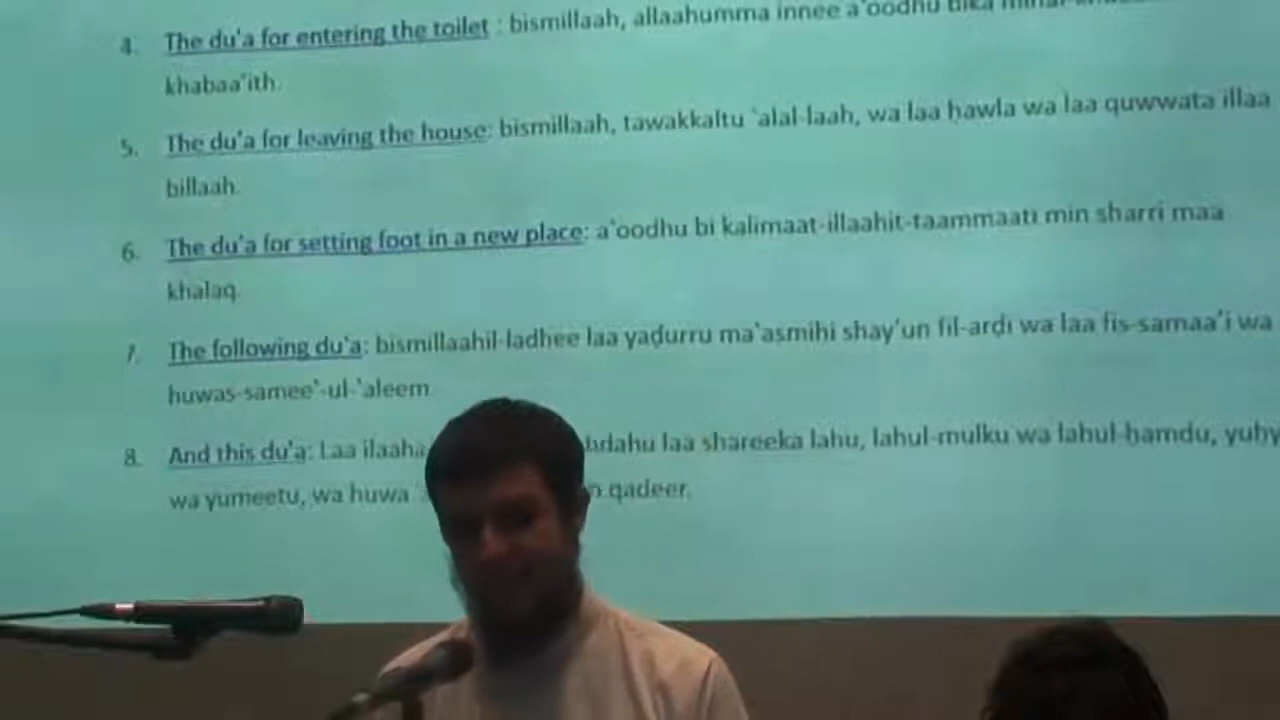 4. The du'a for entering the toilet : bismillaah, allaahumma innee a'oodhu bika
khabaa'ith.
5. The du'a for leaving the house: bismillaah, tawakkaltu `alal-laah, wa laa ḥawla wa laa quwwata illaa
billaah.
6. The du'a for setting foot in a new place: a`oodhu bi kalimaat-illaahit-taammaati min sharri maa
khalaq.
7. The following du'a: bismillaahil-ladhee laa yaḍurru ma'asmihi shay'un fil-arḍi wa laa fis-samaa'i wa
huwas-samee`-ul-`aleem.
8. And this du'a: Laa ilaaha laa shareeka lahu, lahul-mulku wa lahul-ḥamdu, yuḥy
wa yumeetu, wa huwa qadeer.